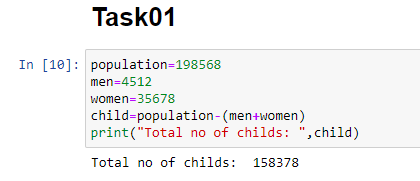 Task01
In [10]: population=198568
men=4512
women=35678
child=population-(men+women)
print("Total no of childs: ",child)
Total no of childs:  158378